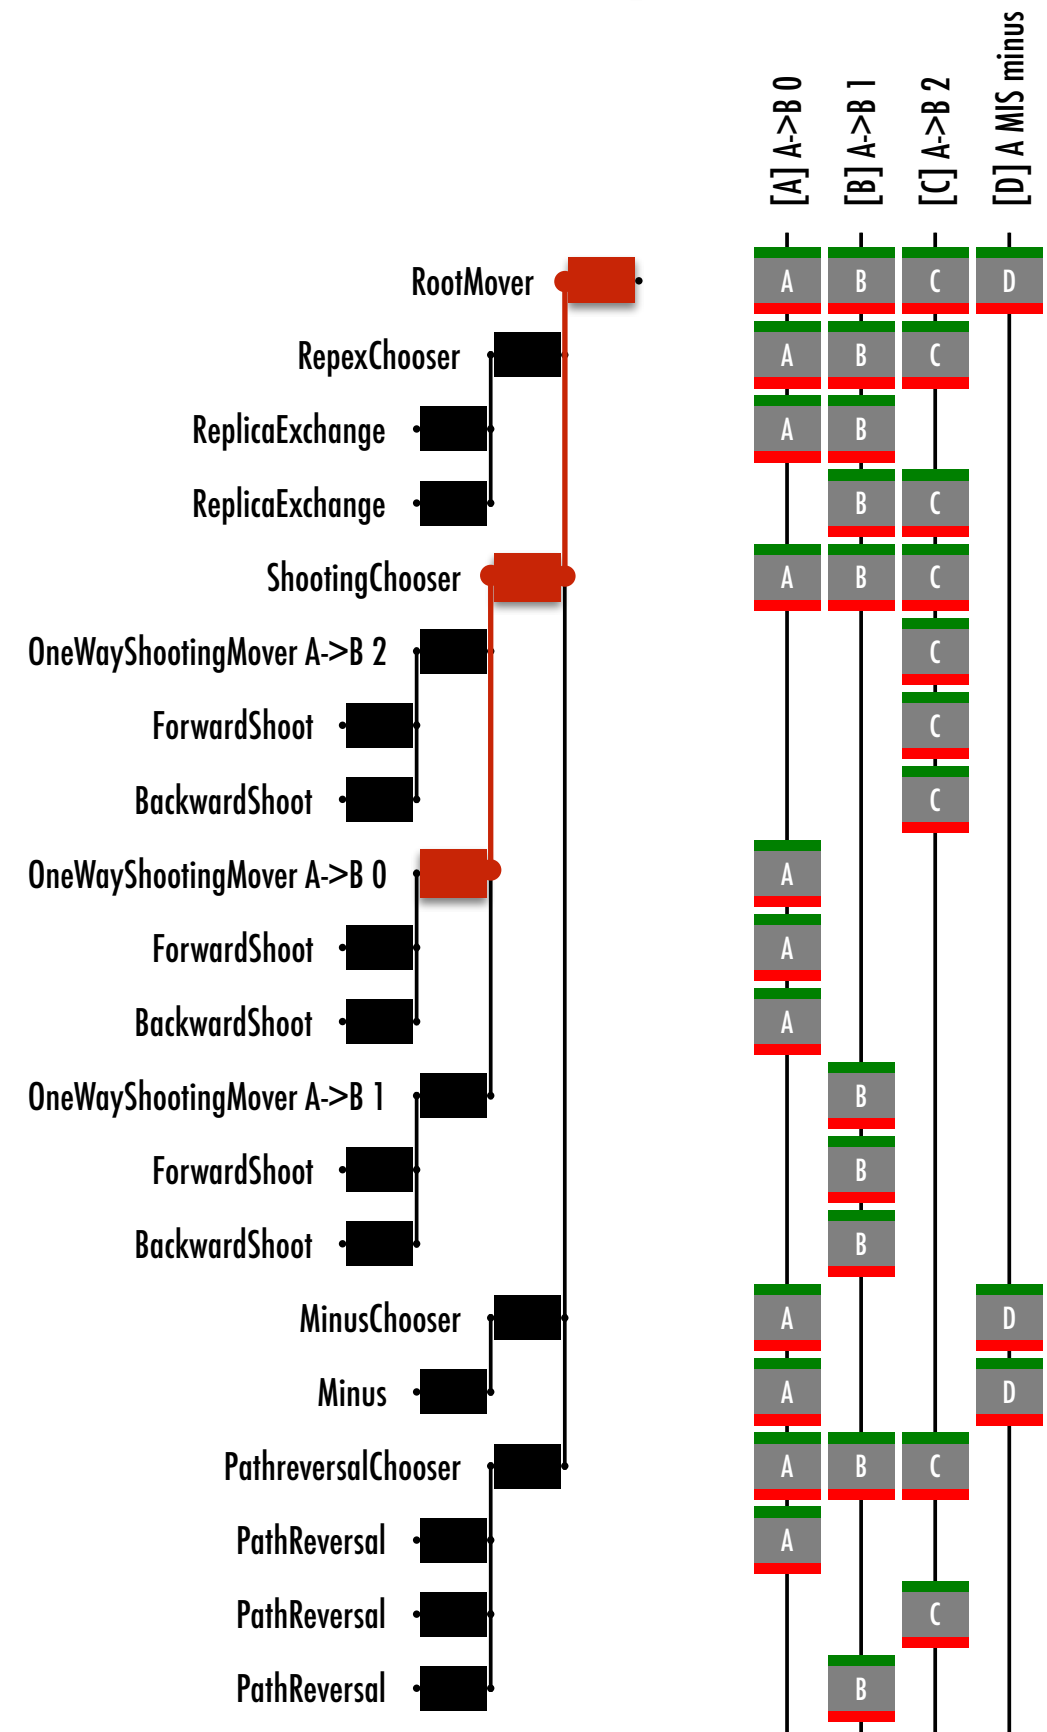 [A] A->B 0
[B] A->B 1
[C] A->B 2
[D] A MIS minus
RootMover A B C D
RepexChooser A B C
ReplicaExchange A B
ReplicaExchange B C
ShootingChooser A B C
OneWayShootingMover A->B 2 C
ForwardShoot C
BackwardShoot C
OneWayShootingMover A->B 0 A
ForwardShoot A
BackwardShoot A
OneWayShootingMover A->B 1 B
ForwardShoot B
BackwardShoot B
MinusChooser A D
Minus A D
PathreversalChooser A B C
PathReversal A
PathReversal C
PathReversal B